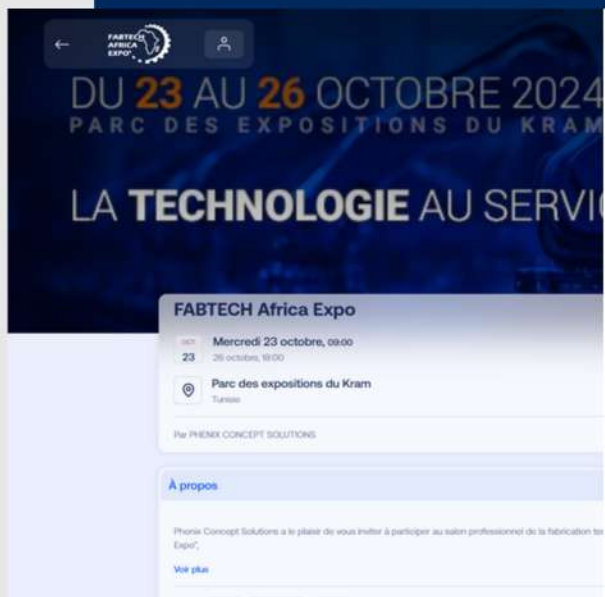 FABTECH
AFRICA
EXPO
DU 23 AU 26 OCTOBRE 2024
PARC DES EXPOSITIONS DU KRAM
LA TECHNOLOGIE AU SERVI
FABTECH Africa Expo
OCT
23
Mercredi 23 octobre, 09:00
26 octobre, 18:00
Parc des expositions du Kram
Tunisie
Par PHENIX CONCEPT SOLUTIONS
À propos
Phenix Concept Solutions a le plaisir de vous inviter à participer au salon professionnel de la fabrication
Expo",
Voir plus